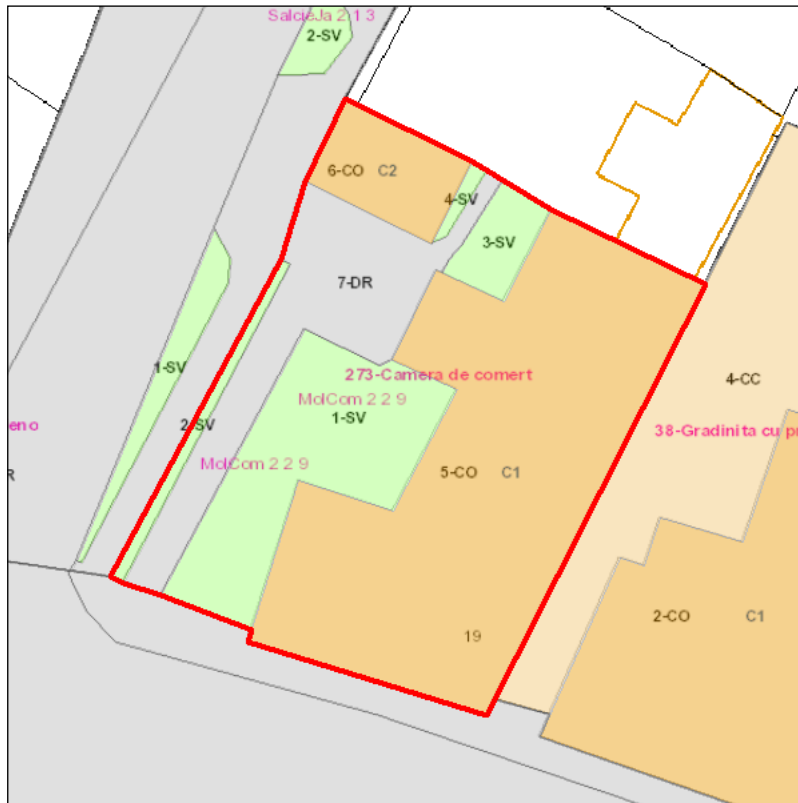 SalcieJa 2 1 3
2-SV
6-CO C2
4-SV
3-SV
7-DR
1-SV
273-Camera de comert
4-CC
MolCom 2 2 9
1-SV
2-SV
eno
38-Gradinita cu pr
MolCom 2 2 9
5-CO C1
R
2-CO C1
19